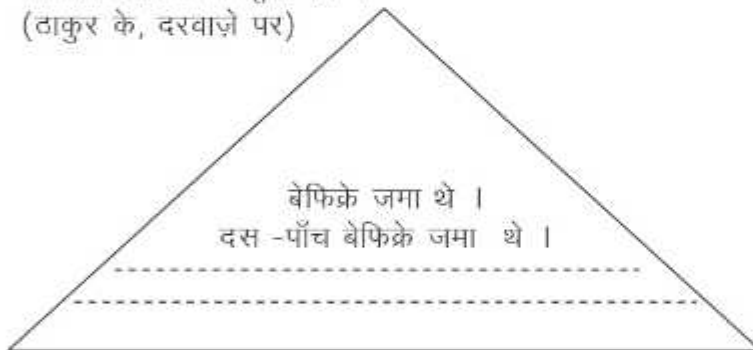 (ठाकुर के, दरवाज़े पर)
बेफिक्रे जमा थे ।
दस -पाँच बेफिक्रे जमा थे ।